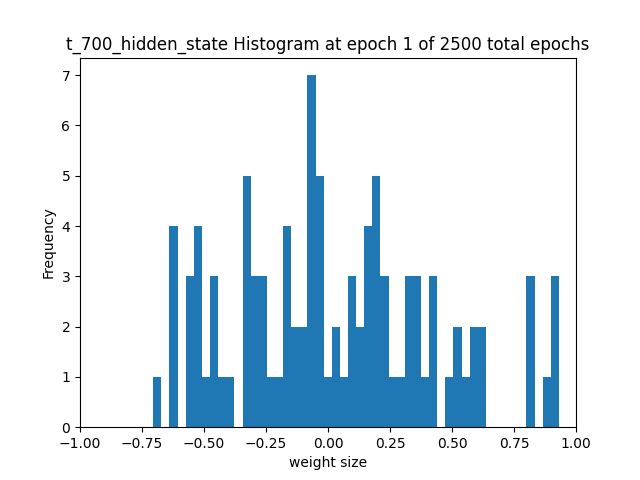 t_700_hidden_state Histogram at epoch 1 of 2500 total epochs
7
6
5
4
3
2
1
0
Frequency
−1.00 −0.75 −0.50 −0.25 0.00 0.25 0.50 0.75 1.00
weight size